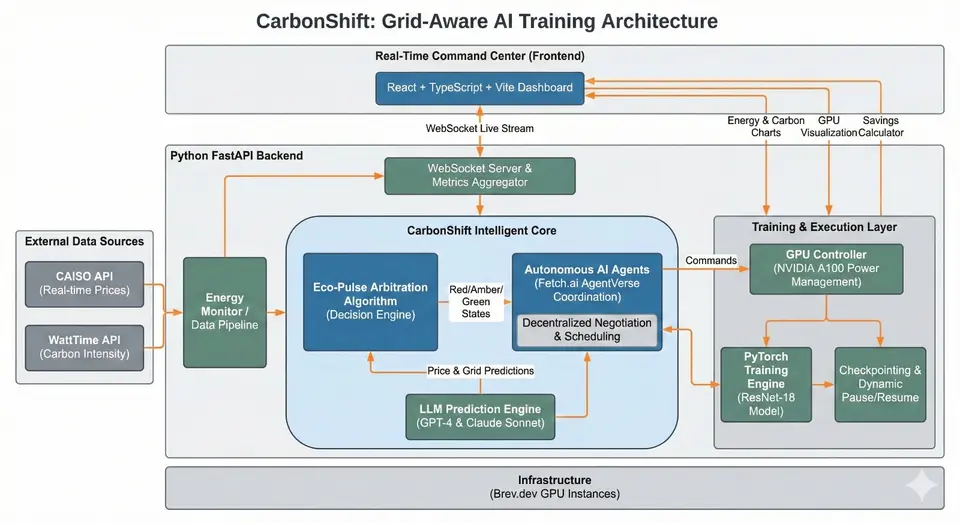 CarbonShift: Grid-Aware AI Training Architecture
Real-Time Command Center (Frontend)
React + TypeScript + Vite Dashboard
WebSocket Live Stream
Energy & Carbon
Charts
GPU
Visualization
Savings
Calculator
Python FastAPI Backend
WebSocket Server &
Metrics Aggregator
External Data Sources
CAISO API
(Real-time Prices)
WattTime API
(Carbon Intensity)
Energy
Monitor /
Data Pipeline
CarbonShift Intelligent Core
Eco-Pulse Arbitration
Algorithm
(Decision Engine)
Red/Amber/
Green
States
Autonomous AI Agents
(Fetch.ai AgentVerse
Coordination)
Decentralized Negotiation
& Scheduling
Price & Grid Predictions
LLM Prediction Engine
(GPT-4 & Claude Sonnet)
Commands
Training & Execution Layer
GPU Controller
(NVIDIA A100 Power
Management)
PyTorch
Training
Engine
(ResNet-18
Model)
Checkpointing &
Dynamic
Pause/Resume
Infrastructure
(Brev.dev GPU Instances)